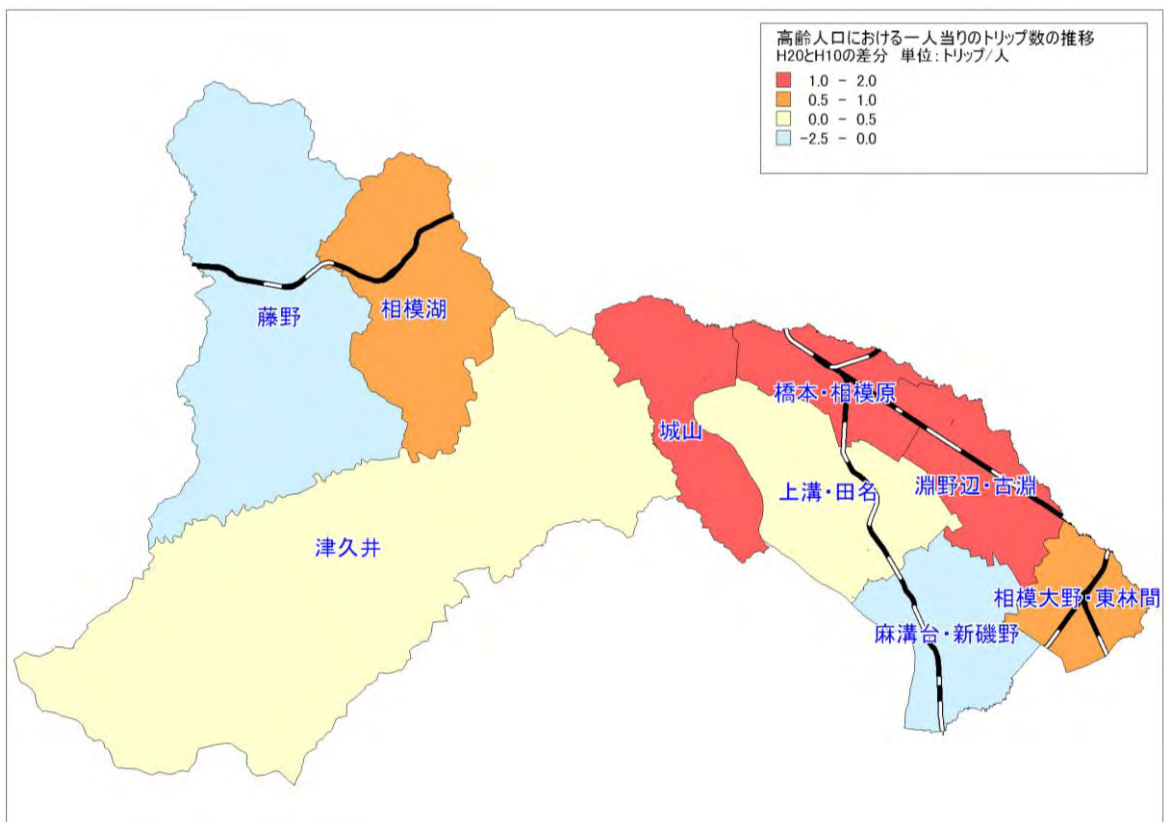 高齢人口における一人当りのトリップ数の推移
H20とH10の差分 単位:トリップ/人
1.0 - 2.0
0.5 - 1.0
0.0 - 0.5
-2.5 - 0.0
藤野
相模湖
橋本・相模原
城山
上溝・田名
淵野辺・古淵
津久井
相模大野・東林間
麻溝台・新磯野